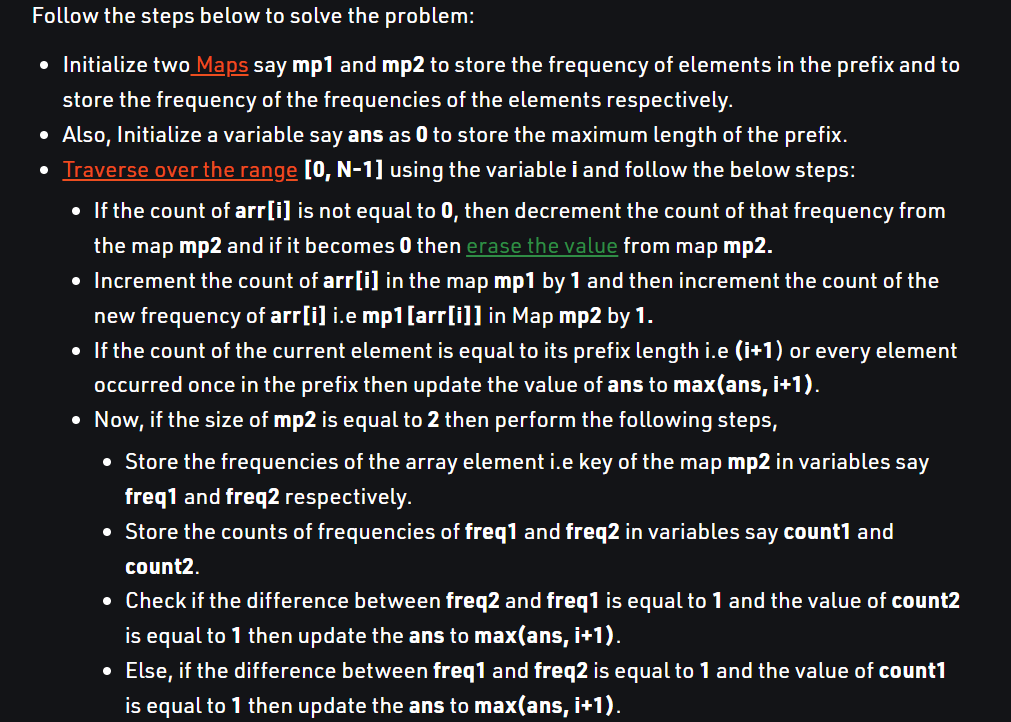 Follow the steps below to solve the problem:
• Initialize two Maps say mp1 and mp2 to store the frequency of elements in the prefix and to
store the frequency of the frequencies of the elements respectively.
• Also, Initialize a variable say ans as 0 to store the maximum length of the prefix.
• Traverse over the range [0, N-1] using the variable i and follow the below steps:
• If the count of arr[i] is not equal to 0, then decrement the count of that frequency from
the map mp2 and if it becomes 0 then erase the value from map mp2.
• Increment the count of arr[i] in the map mp1 by 1 and then increment the count of the
new frequency of arr[i] i.e mp1[arr[i]] in Map mp2 by 1.
• If the count of the current element is equal to its prefix length i.e (i+1) or every element
occurred once in the prefix then update the value of ans to max(ans, i+1).
• Now, if the size of mp2 is equal to 2 then perform the following steps,
• Store the frequencies of the array element i.e key of the map mp2 in variables say
freq1 and freq2 respectively.
• Store the counts of frequencies of freq1 and freq2 in variables say count1 and
count2.
• Check if the difference between freq2 and freq1 is equal to 1 and the value of count2
is equal to 1 then update the ans to max(ans, i+1).
• Else, if the difference between freq1 and freq2 is equal to 1 and the value of count1
is equal to 1 then update the ans to max(ans, i+1).